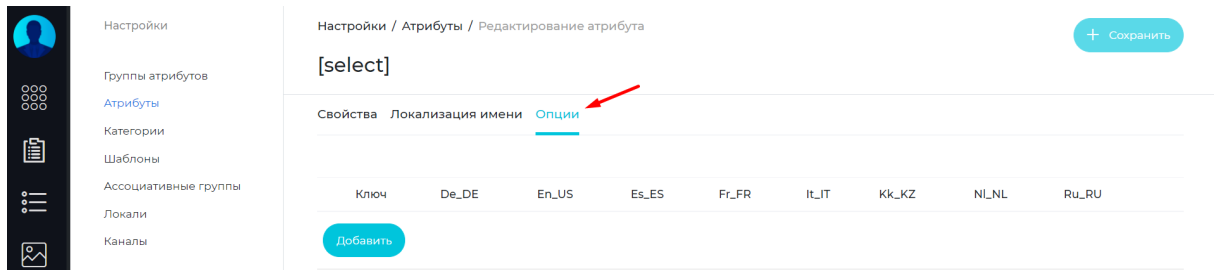 Настройки
Группы атрибутов
Атрибуты
Категории
Шаблоны
Ассоциативные группы
Локали
Каналы
Настройки / Атрибуты / Редактирование атрибута
+ Сохранить
[select]
Свойства Локализация имени Опции
Ключ De_DE En_US Es_ES Fr_FR It_IT Kk_KZ Nl_NL Ru_RU
Добавить